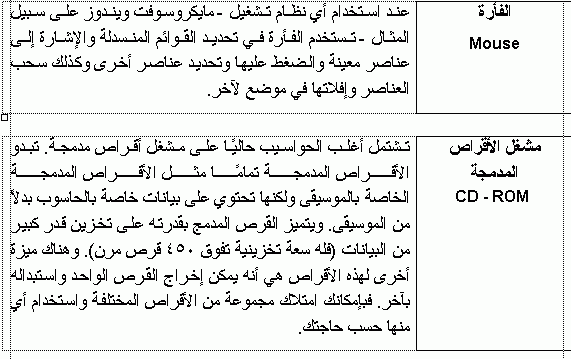 الفأرة
Mouse
عند استخدام أي نظام تشغيل - مايكروسوفت ويندوز على سبيل
المثال - تستخدم الفأرة في تحديد القوائم المنسدلة والإشارة إلى
عناصر معينة والضغط عليها وتحديد عناصر أخرى وكذلك سحب
العناصر وإفلاتها في موضع لآخر.
مشغل الأقراص
المدمجة
CD - ROM
تشتمل أغلب الحواسيب حاليًا على مشغل أقراص مدمجة. تبدو
الأقراص المدمجة تمامًا مثل الأقراص المدمجة
الخاصة بالموسيقى ولكنها تحتوي على بيانات خاصة بالحاسوب بدلاً
من الموسيقى. ويتميز القرص المدمج بقدرته على تخزين قدر كبير
من البيانات (فله سعة تخزينية تفوق ٤٥٠ قرص مرن). وهناك ميزة
أخرى لهذه الأقراص هي أنه يمكن إخراج القرص الواحد واستبداله
بآخر. فبإمكانك امتلاك مجموعة من الأقراص المختلفة واستخدام أي
منها حسب حاجتك.